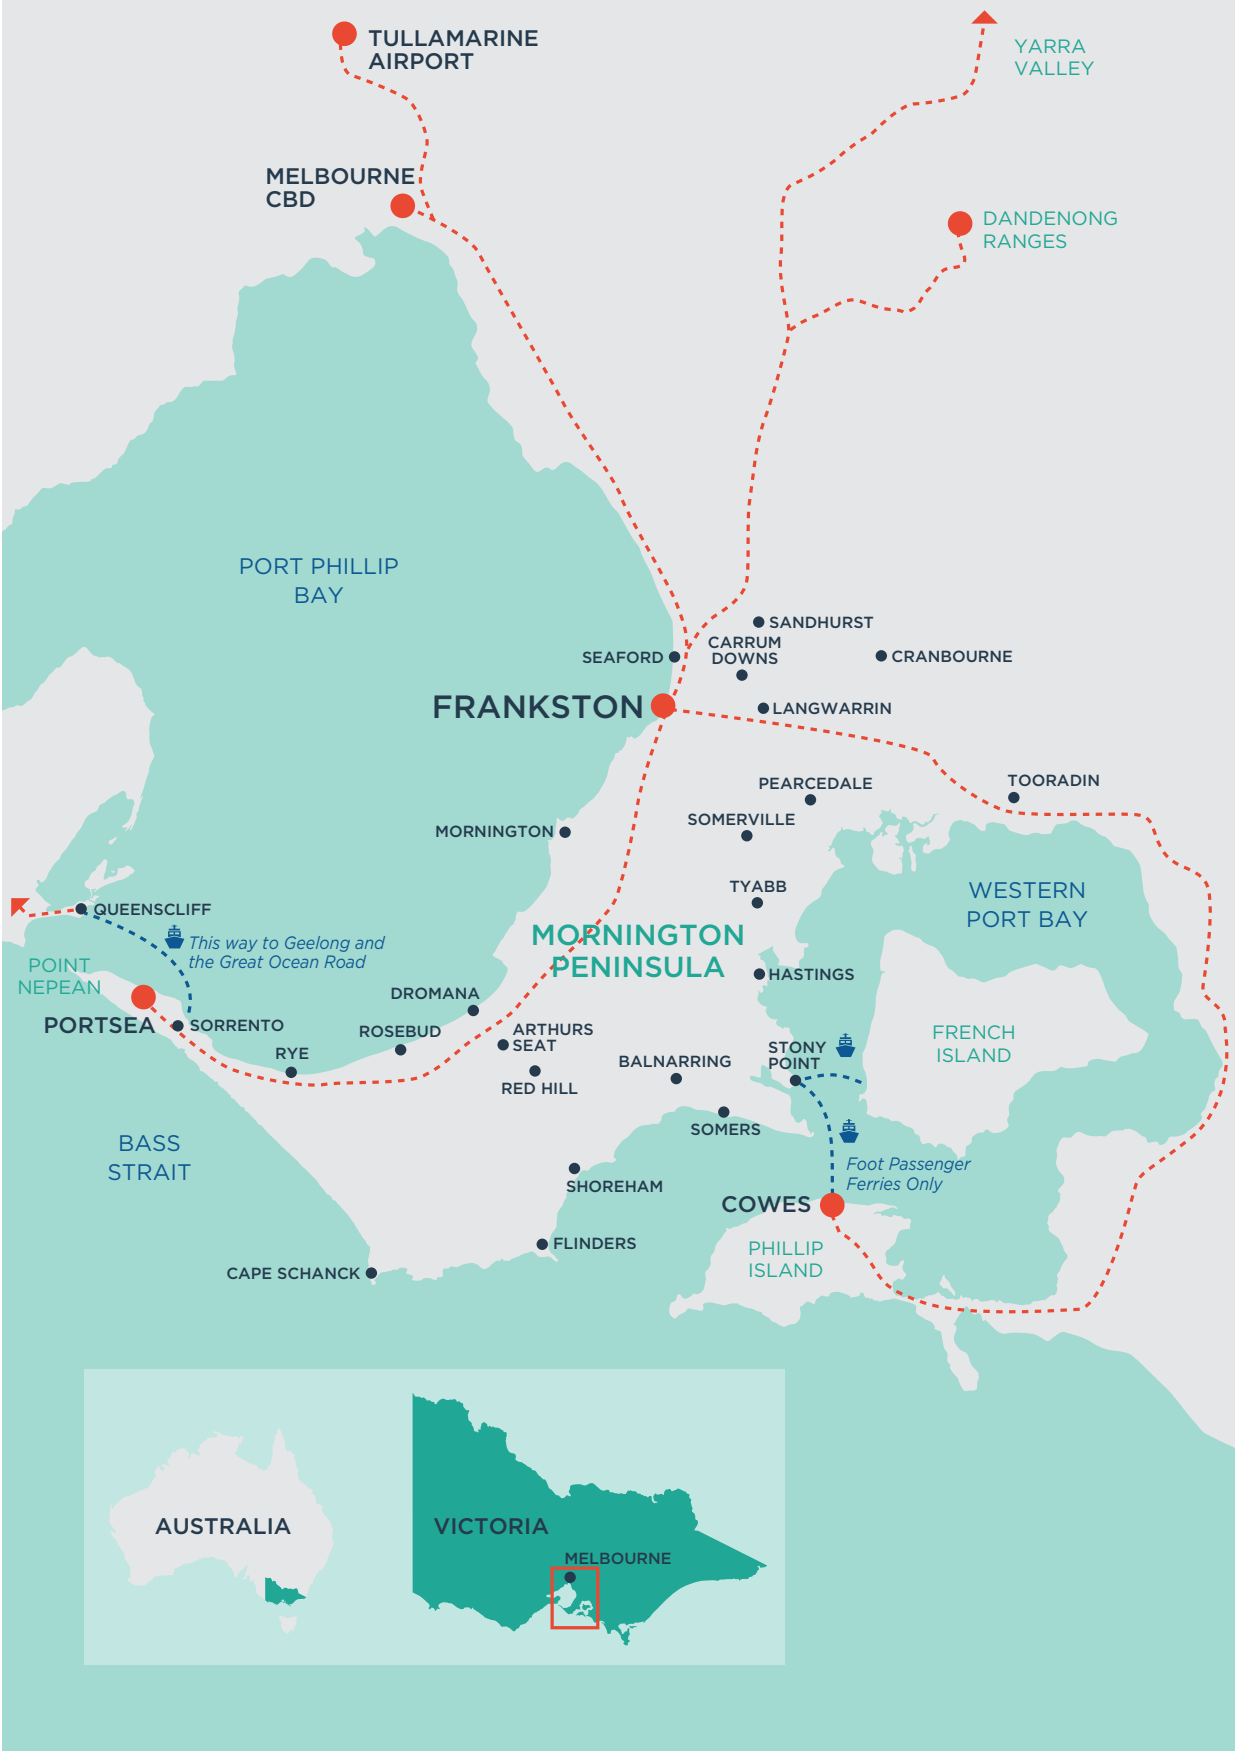 TULLAMARINE
AIRPORT
YARRA
VALLEY
MELBOURNE
CBD
DANDENONG
RANGES
PORT PHILLIP
BAY
SANDHURST
CARRUM
DOWNS
SEAFORD
CRANBOURNE
FRANKSTON
LANGWARRIN
TOORADIN
PEARCEDALE
SOMERVILLE
MORNINGTON
TYABB
WESTERN
PORT BAY
QUEENSCLIFF
This way to Geelong and
the Great Ocean Road
MORNINGTON
PENINSULA
POINT
NEPEAN
HASTINGS
DROMANA
PORTSEA
SORRENTO
ROSEBUD
ARTHURS
SEAT
FRENCH
ISLAND
RYE
STONY
POINT
BALNARRING
RED HILL
SOMERS
BASS
STRAIT
Foot Passenger
Ferries Only
SHOREHAM
COWES
FLINDERS
PHILLIP
ISLAND
CAPE SCHANCK
AUSTRALIA
VICTORIA
MELBOURNE